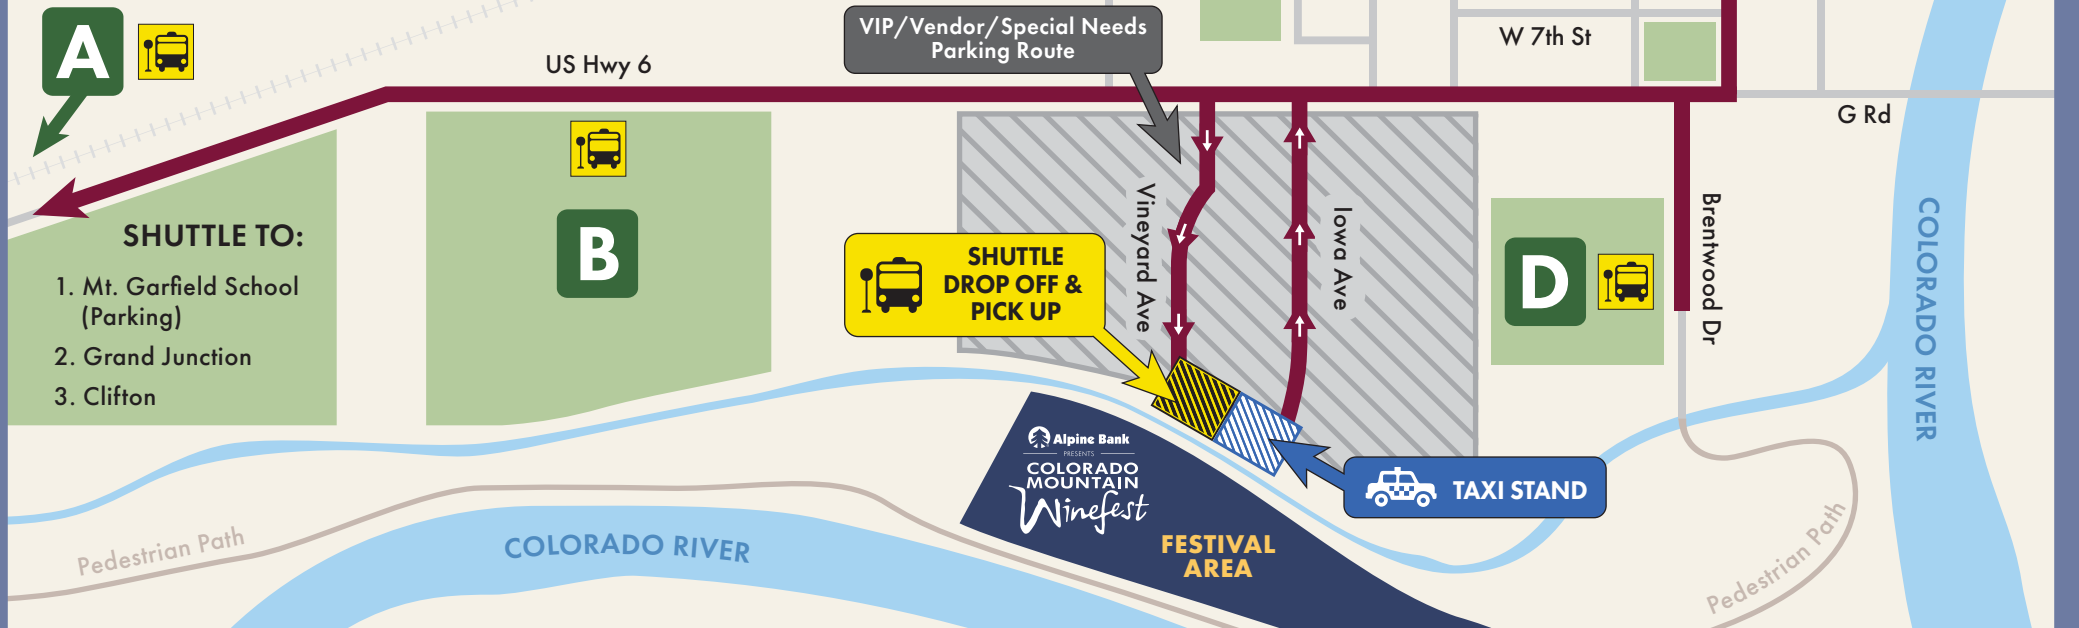 A
US Hwy 6
VIP/Vendor/Special Needs
Parking Route
W 7th St
G Rd
SHUTTLE TO:
1. Mt. Garfield School
(Parking)
2. Grand Junction
3. Clifton
B
SHUTTLE
DROP OFF &
PICK UP
Vineyard Ave
Iowa Ave
D
Brentwood Dr
COLORADO RIVER
Alpine Bank
PRESENTS
COLORADO
MOUNTAIN
Winefest
FESTIVAL
AREA
TAXI STAND
Pedestrian Path
COLORADO RIVER
Pedestrian Path